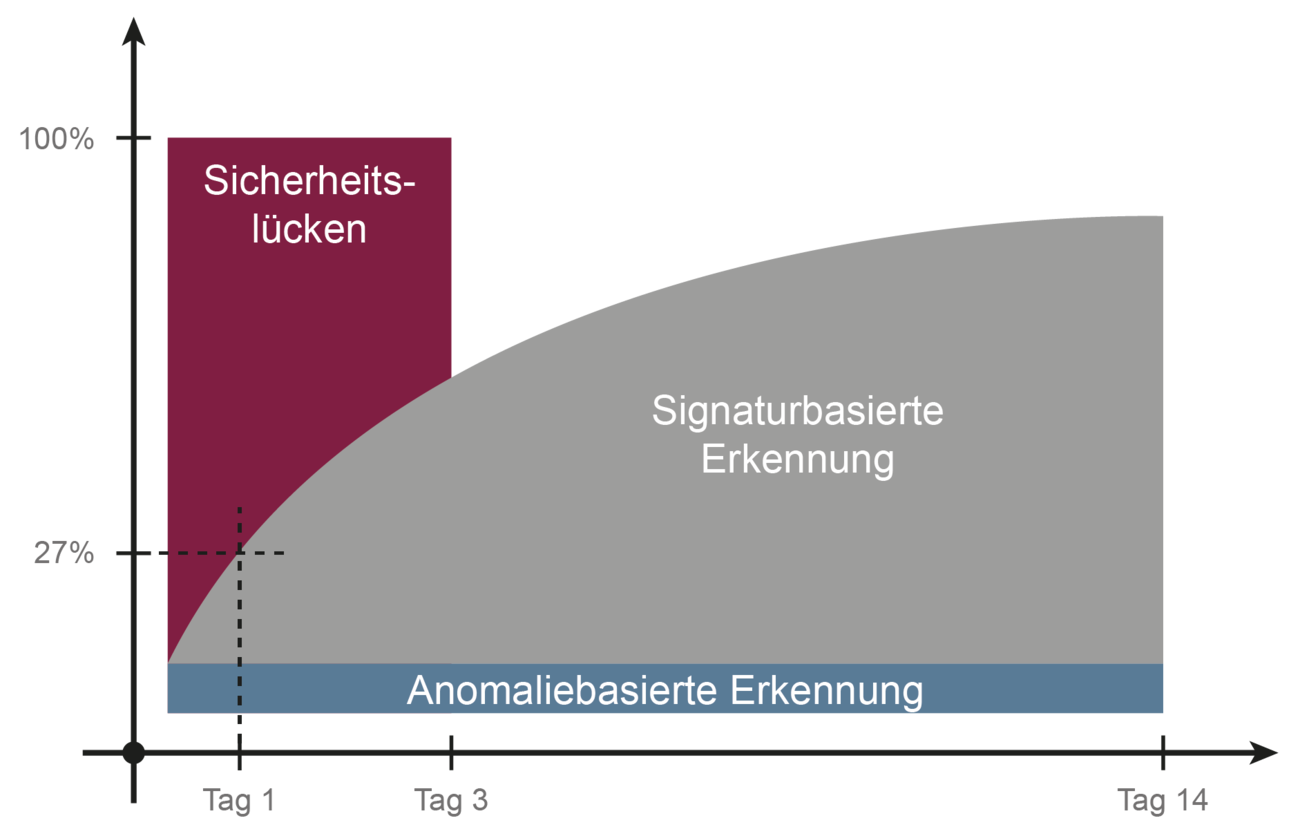 100%
Sicherheits-
lücken
Signaturbasierte
Erkennung
27%
Anomaliebasierte Erkennung
Tag 1
Tag 3
Tag 14